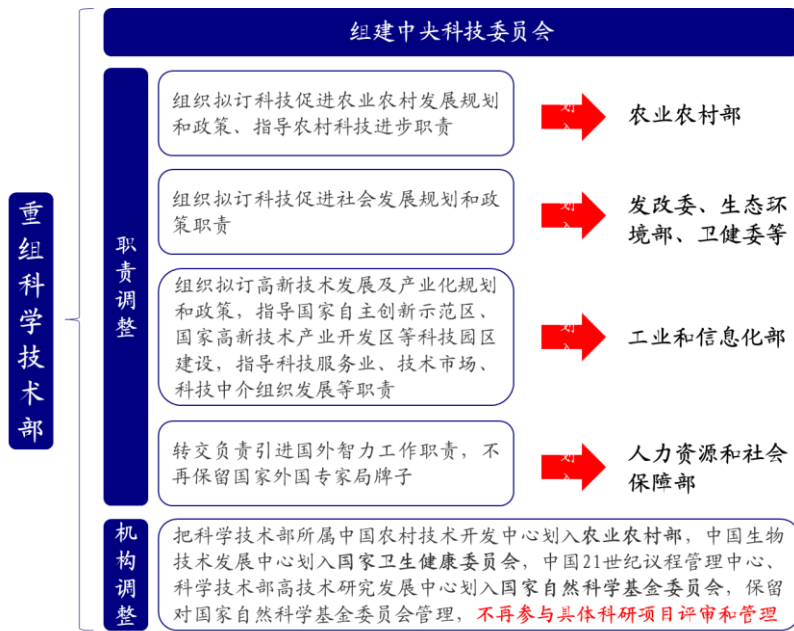 组建中央科技委员会
重组科学技术部
职责调整
组织拟订科技促进农业农村发展规划
和政策、指导农村科技进步职责
划入
农业农村部
组织拟订科技促进社会发展规划和政
策职责
划入
发改委、生态环
境部、卫健委等
组织拟订高新技术发展及产业化规划
和政策，指导国家自主创新示范区、
国家高新技术产业开发区等科技园区
建设，指导科技服务业、技术市场、
科技中介组织发展等职责
划入
工业和信息化部
转交负责引进国外智力工作职责，不
再保留国家外国专家局牌子
划入
人力资源和社会
保障部
机构调整
把科学技术部所属中国农村技术开发中心划入农业农村部，中国生物
技术发展中心划入国家卫生健康委员会，中国21世纪议程管理中心、
科学技术部高技术研究发展中心划入国家自然科学基金委员会，保留
对国家自然科学基金委员会管理，不再参与具体科研项目评审和管理